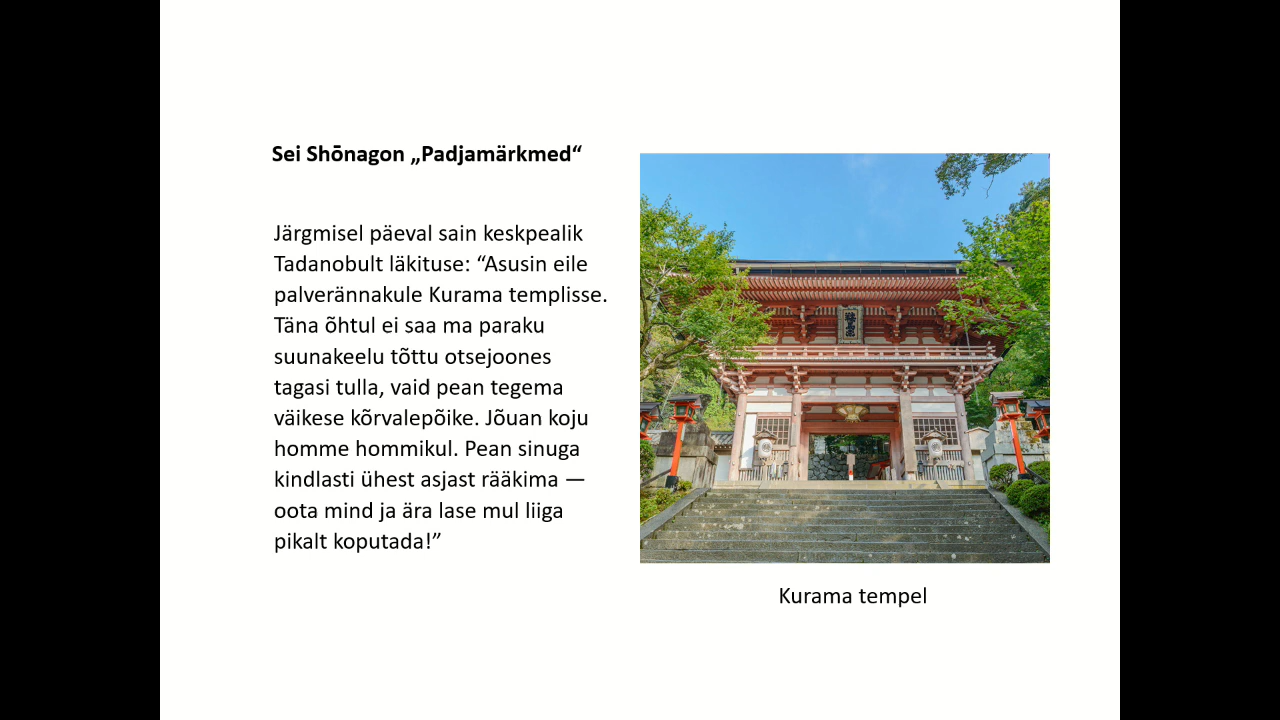 Sei Shōnagon „Padjamärkmed“
Järgmisel päeval sain keskpealik
Tadanobult läkituse: “Asusin eile
palverännakule Kurama templisse.
Täna õhtul ei saa ma paraku
suunakeelu tõttu otsejoones
tagasi tulla, vaid pean tegema
väikese kõrvalepõike. Jõuan koju
homme hommikul. Pean sinuga
kindlasti ühest asjast rääkima —
oota mind ja ära lase mul liiga
pikalt koputada!”
Kurama tempel